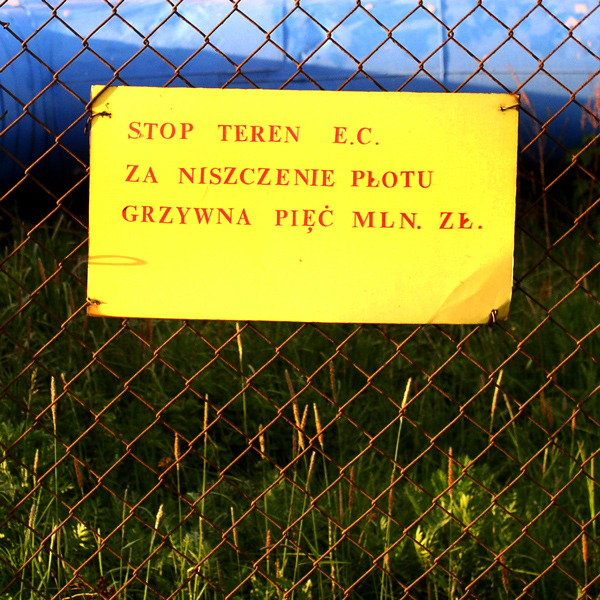 STOP TEREN E.C.
ZA NISZCZENIE PŁOTU
GRZYWNA PIĘĆ MLN. ZŁ.